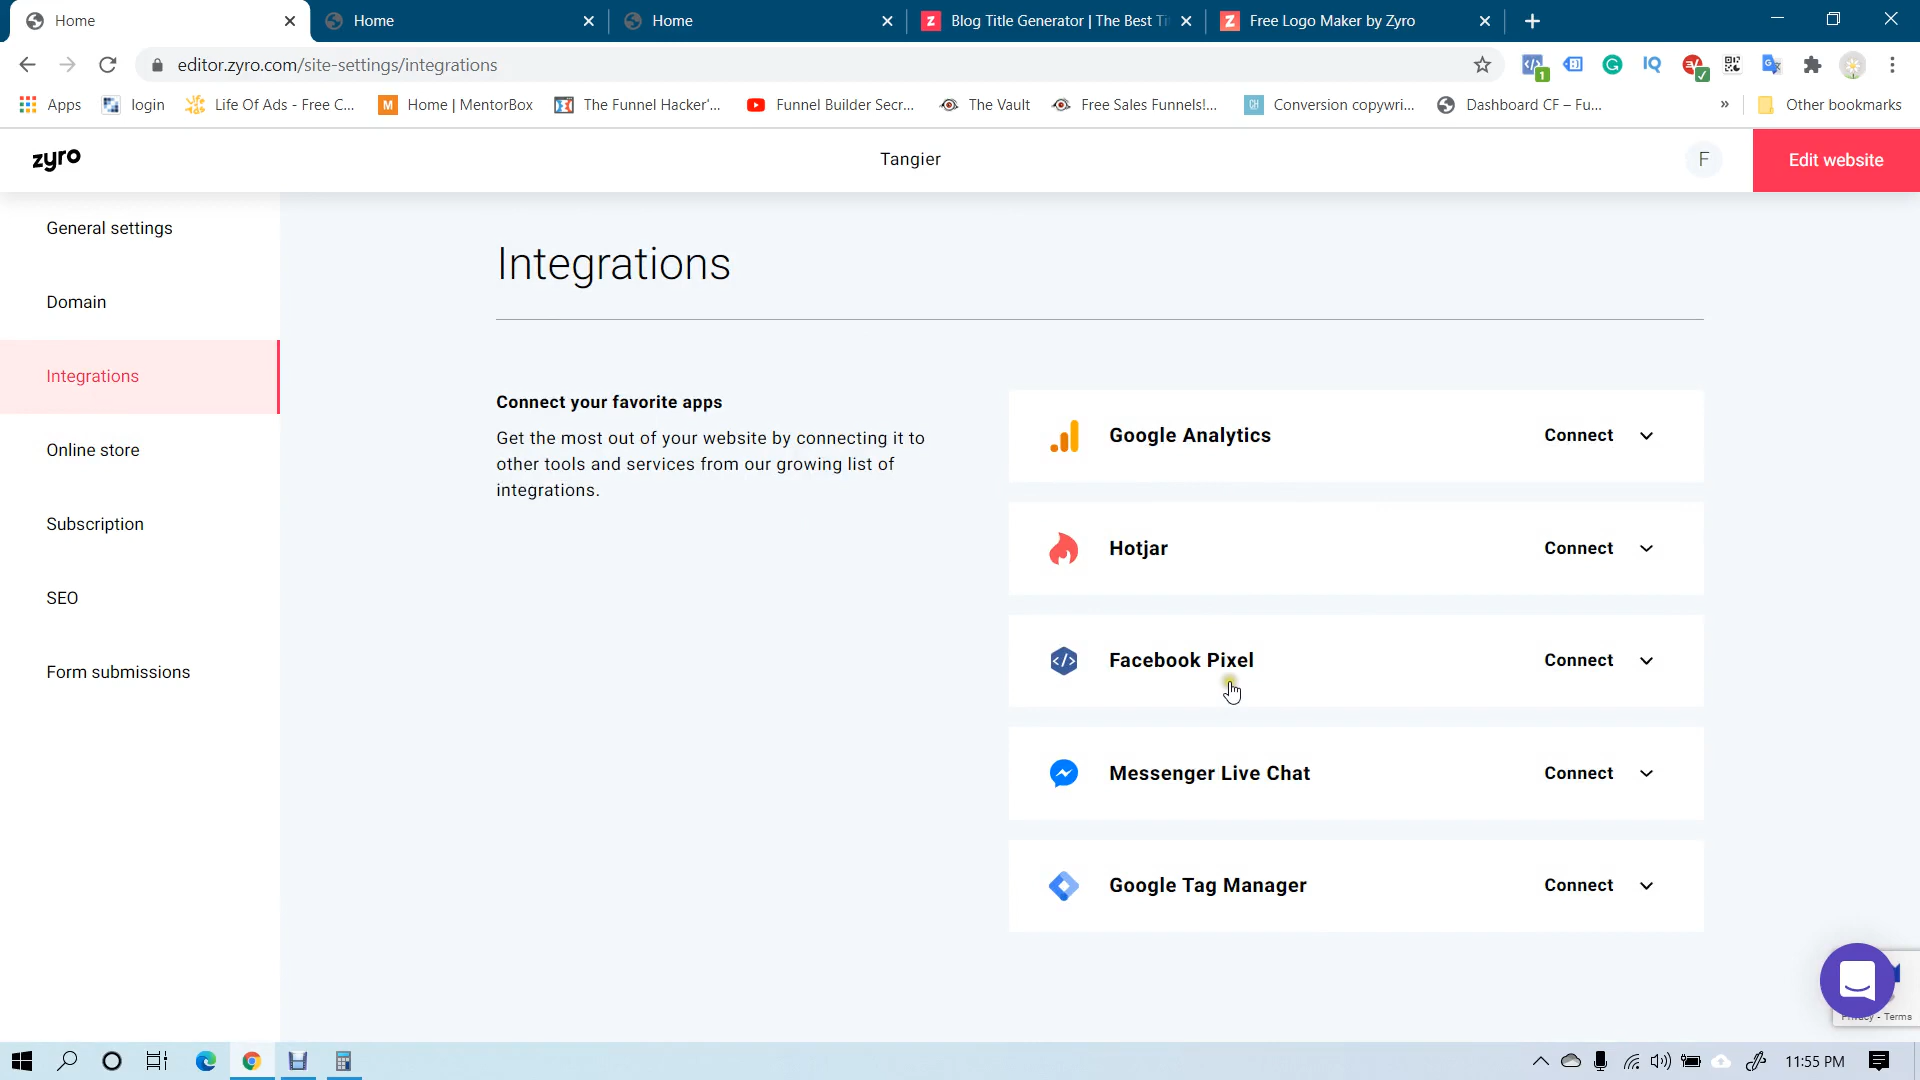 Home
Home
Home
Blog Title Generator | The Best Ti
Free Logo Maker by Zyro
editor.zyro.com/site-settings/integrations
1
G
IQ
Apps
login
Life Of Ads - Free C...
M
Home | MentorBox
The Funnel Hacker'...
Funnel Builder Secr...
The Vault
Free Sales Funnels!...
CH
Conversion copywri...
Dashboard CF – Fu...
»
Other bookmarks
zyro
Tangier
F
Edit website
General settings
Domain
Integrations
Online store
Subscription
SEO
Form submissions
Integrations
Connect your favorite apps
Get the most out of your website by connecting it to
other tools and services from our growing list of
integrations.
Google Analytics
Connect
Hotjar
Connect
Facebook Pixel
Connect
Messenger Live Chat
Connect
Google Tag Manager
Connect
Privacy - Terms
11:55 PM